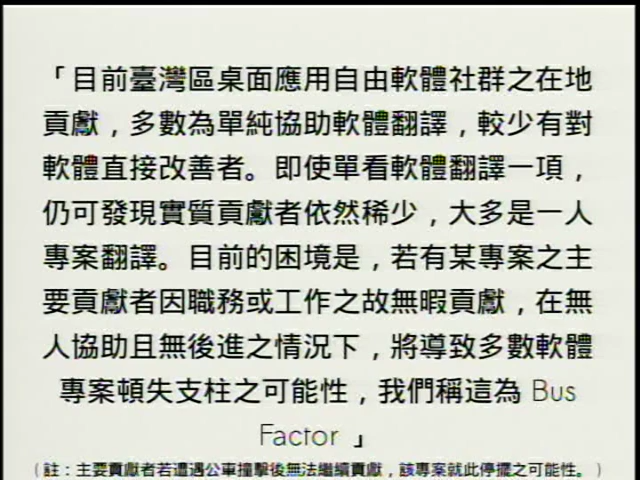 「目前臺灣區桌面應用自由軟體社群之在地
貢獻，多數為單純協助軟體翻譯，較少有對
軟體直接改善者。即使單看軟體翻譯一項，
仍可發現實質貢獻者依然稀少，大多是一人
專案翻譯。目前的困境是，若有某專案之主
要貢獻者因職務或工作之故無暇貢獻，在無
人協助且無後進之情況下，將導致多數軟體
專案頓失支柱之可能性，我們稱這為 Bus
Factor 」
（註：主要貢獻者若遭遇公車撞擊後無法繼續貢獻，該專案就此停擺之可能性。）